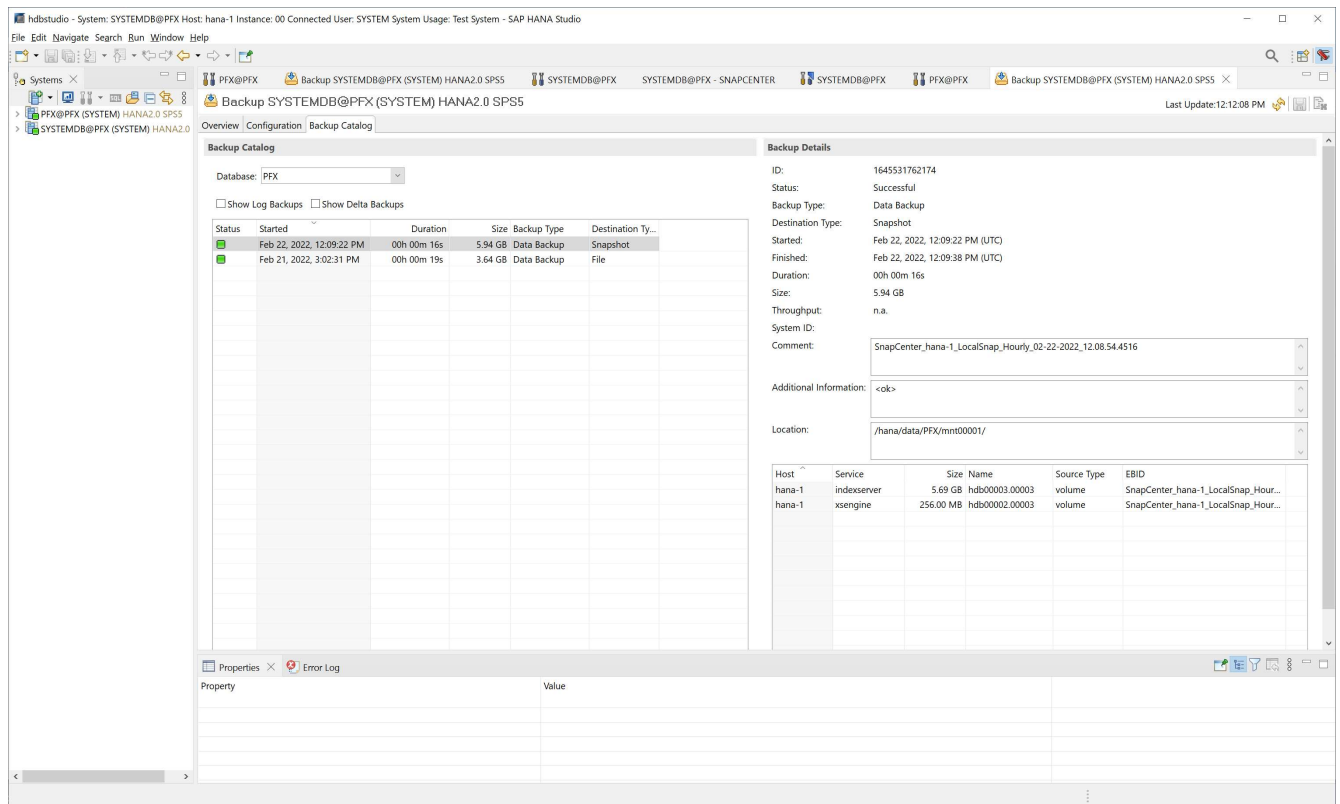 hdbstudio - System: SYSTEMDB@PFX Host: hana-1 Instance: 00 Connected User: SYSTEM System Usage: Test System - SAP HANA Studio
File Edit Navigate Search Run Window Help
Systems
PFX@PFX Backup SYSTEMDB@PFX (SYSTEM) HANA2.0 SPS5 SYSTEMDB@PFX SYSTEMDB@PFX - SNAPCENTER SYSTEMDB@PFX PFX@PFX Backup SYSTEMDB@PFX (SYSTEM) HANA2.0 SPS5
PFX@PFX (SYSTEM) HANA2.0 SPS5
SYSTEMDB@PFX (SYSTEM) HANA2.0
Backup SYSTEMDB@PFX (SYSTEM) HANA2.0 SPS5
Last Update:12:12:08 PM
Overview Configuration Backup Catalog
Backup Catalog
Database: PFX
Show Log Backups Show Delta Backups
Status Started Duration Size Backup Type Destination Ty...
Feb 22, 2022, 12:09:22 PM 00h 00m 16s 5.94 GB Data Backup Snapshot
Feb 21, 2022, 3:02:31 PM 00h 00m 19s 3.64 GB Data Backup File
Backup Details
ID: 1645531762174
Status: Successful
Backup Type: Data Backup
Destination Type: Snapshot
Started: Feb 22, 2022, 12:09:22 PM (UTC)
Finished: Feb 22, 2022, 12:09:38 PM (UTC)
Duration: 00h 00m 16s
Size: 5.94 GB
Throughput: n.a.
System ID:
Comment: SnapCenter_hana-1_LocalSnap_Hourly_02-22-2022_12.08.54.4516
Additional Information: <ok>
Location: /hana/data/PFX/mnt00001/
Host Service Size Name Source Type EBID
hana-1 indexserver 5.69 GB hdb00003.00003 volume SnapCenter_hana-1_LocalSnap_Hour...
hana-1 xsengine 256.00 MB hdb00002.00003 volume SnapCenter_hana-1_LocalSnap_Hour...
Properties Error Log
Property Value